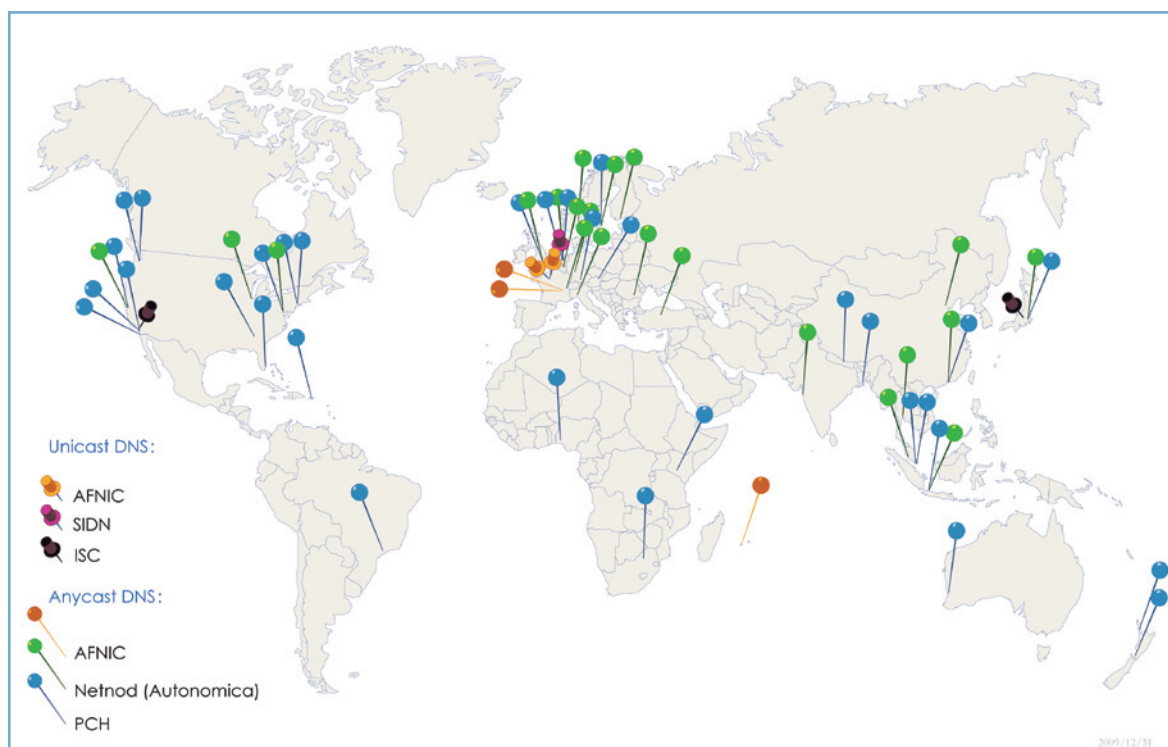 Unicast DNS:
AFNIC
SIDN
ISC
Anycast DNS:
AFNIC
Netnod (Autonomica)
PCH
2009/12/31